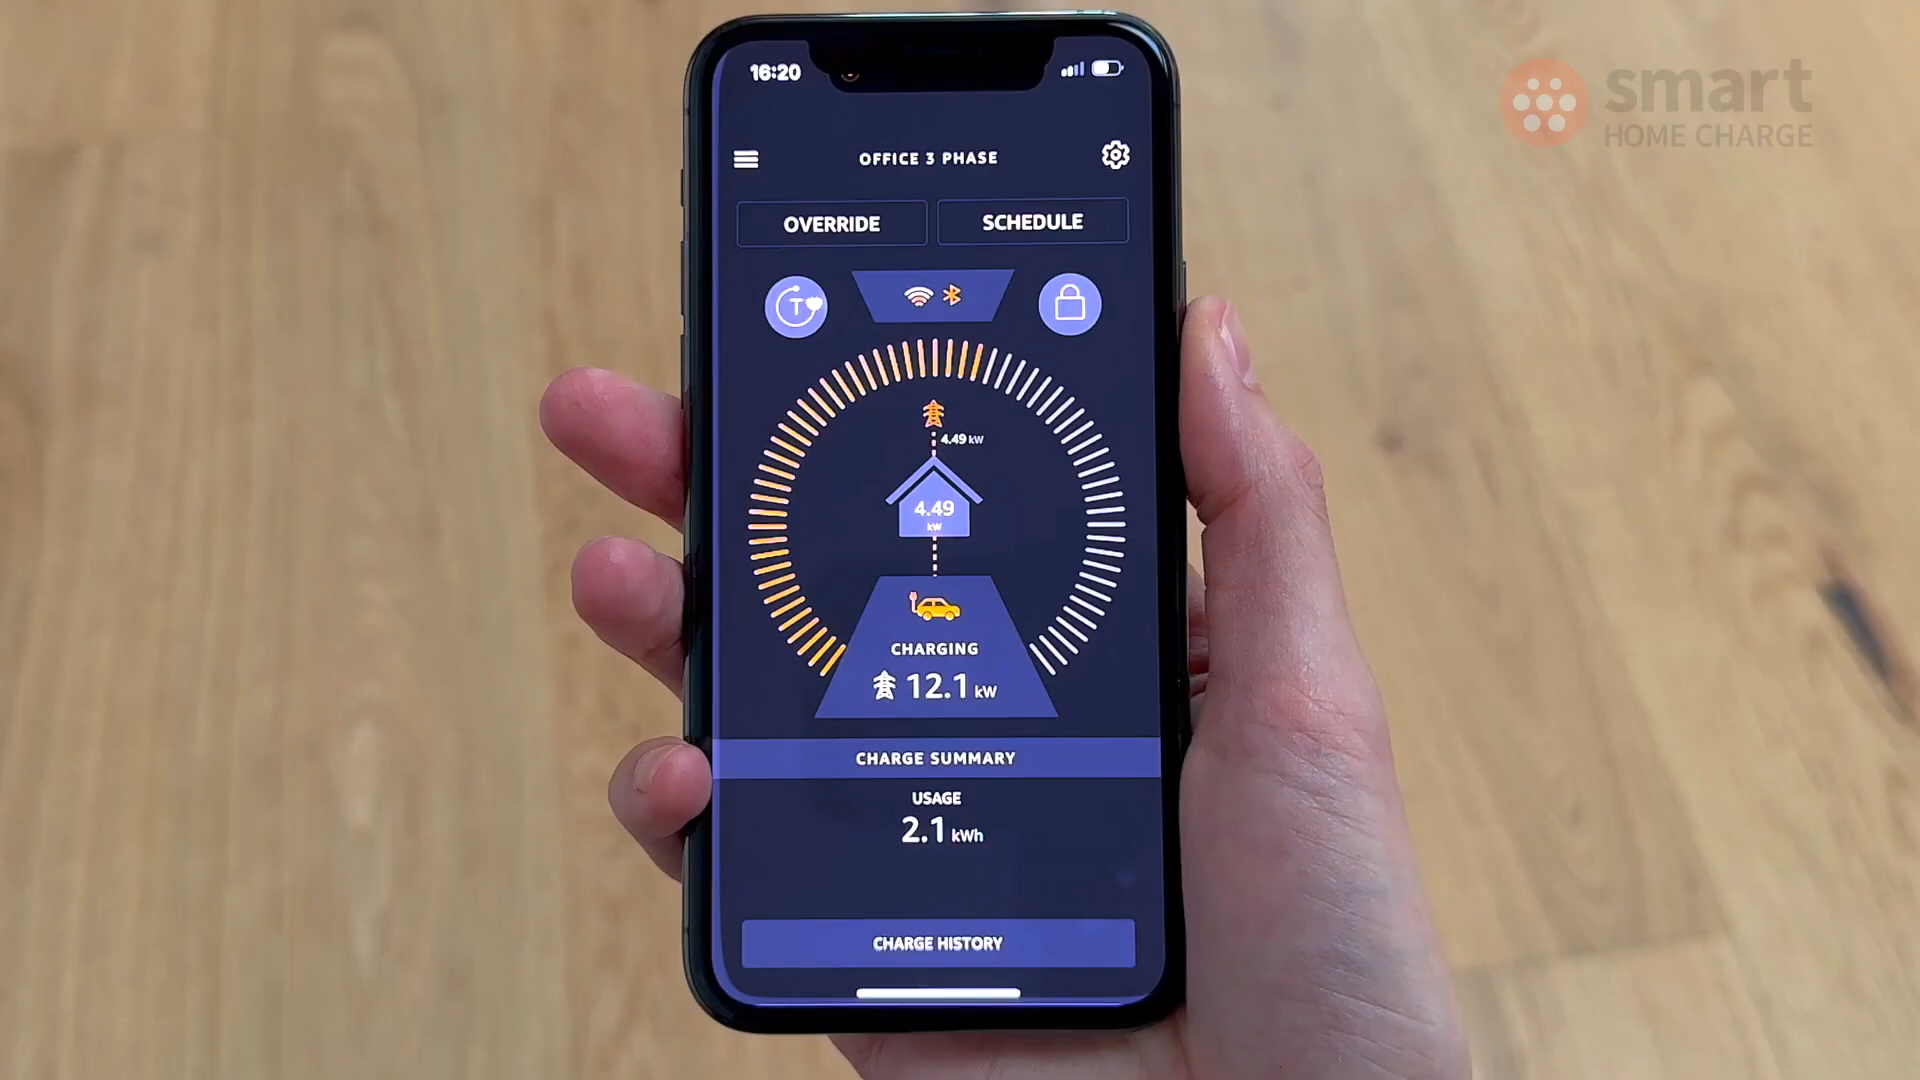 16:20
smart
HOME CHARGE
OFFICE 3 PHASE
OVERRIDE
SCHEDULE
T
4.49 kW
4.49
kW
CHARGING
12.1 kW
CHARGE SUMMARY
USAGE
2.1 kWh
CHARGE HISTORY